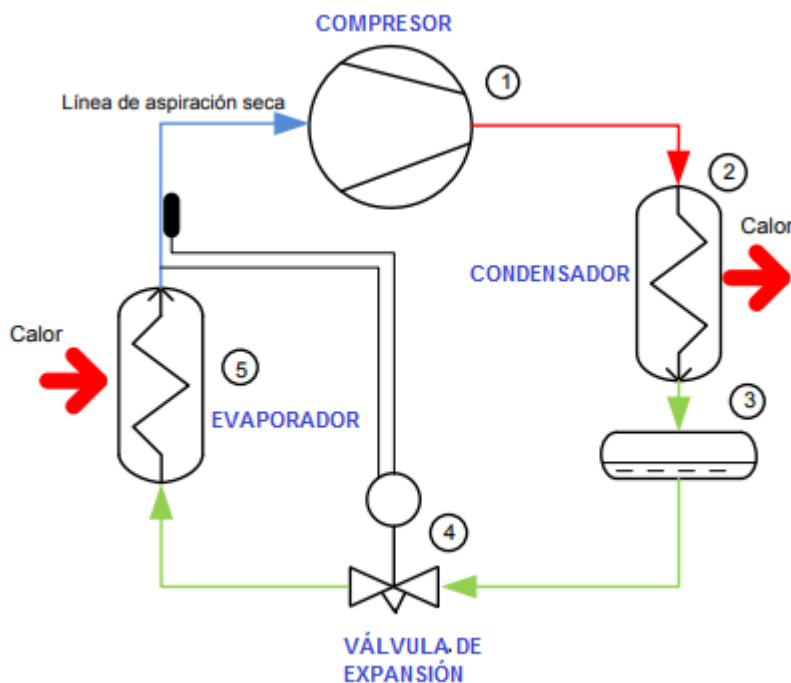 COMPRESOR
1
Línea de aspiración seca
2
Calor
CONDENSADOR
Calor
5
EVAPORADOR
3
4
VÁLVULA DE
EXPANSIÓN